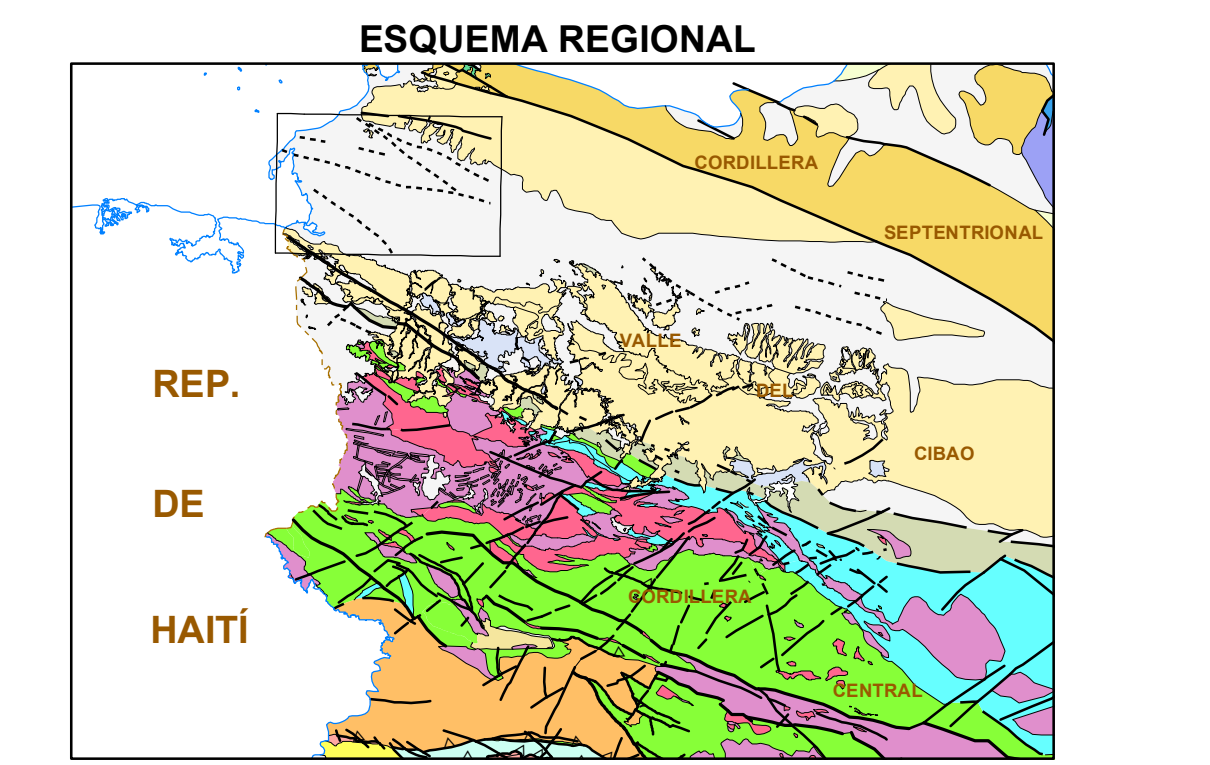 ESQUEMA REGIONAL
CORDILLERA
SEPTENTRIONAL
VALLE
REP.
DEL
CIBAO
DE
CORDILLERA
HAITÍ
CENTRAL